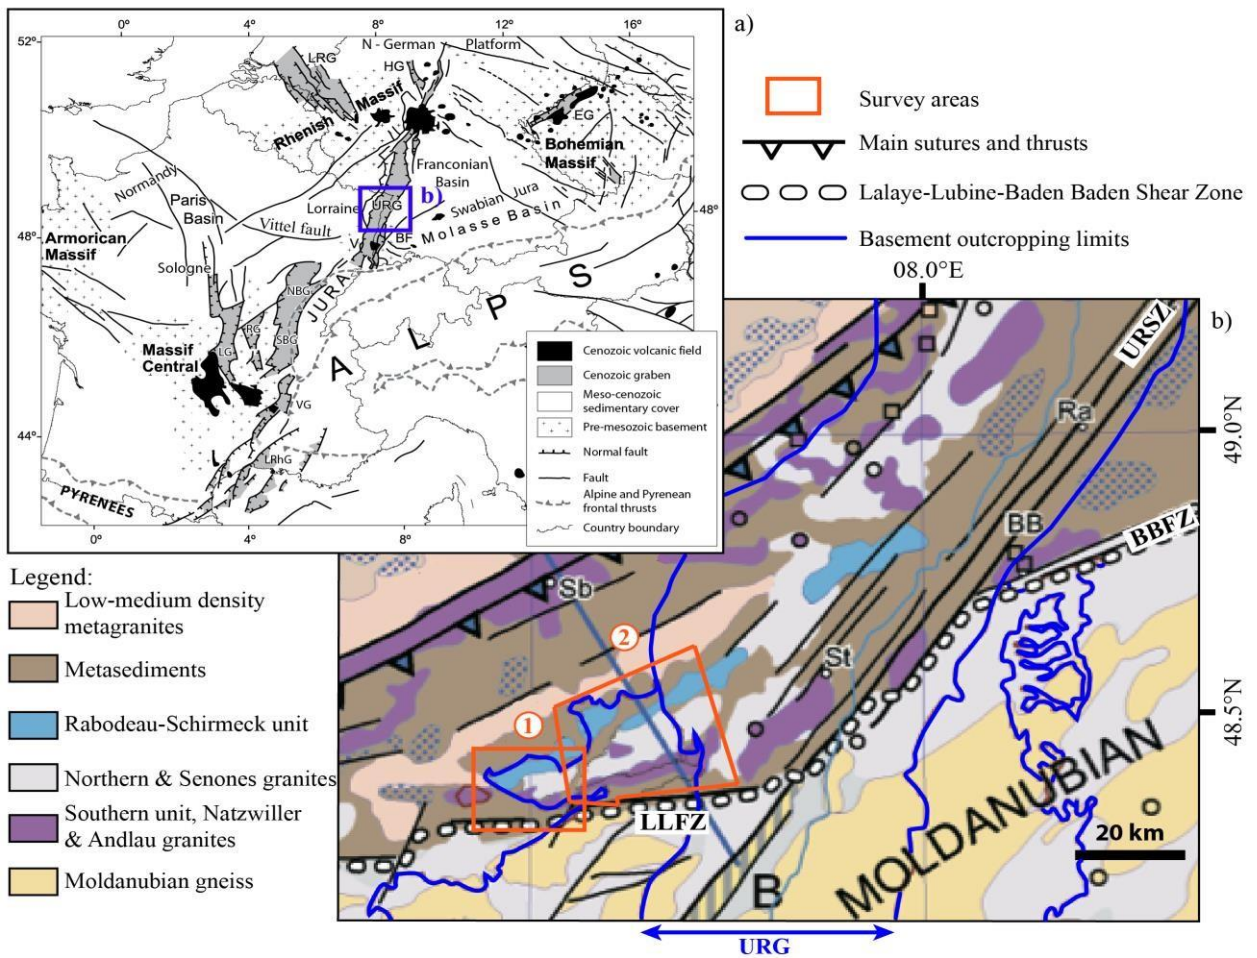 a)
0°
4°
8°
12°
16°
52°
48°
44°
48°
0°
4°
8°
N - German
Platform
LRG
HG
Rhenish
Massif
EG
Bohemian
Massif
Franconian
Basin
b)
Normandy
Paris
Basin
Lorraine
URG
Swabian
Jura
Vittel fault
Molasse Basin
V
BF
Armorican
Massif
Sologne
NBG
JURA
RG
SBG
LG
Massif
Central
ALPS
VG
LRhG
PYRENEES
Cenozoic volcanic field
Cenozoic graben
Meso-cenozoic
sedimentary cover
Pre-mesozoic basement
Normal fault
Fault
Alpine and Pyrenean
frontal thrusts
Country boundary
Survey areas
Main sutures and thrusts
Lalaye-Lubine-Baden Baden Shear Zone
Basement outcropping limits
08.0°E
b)
URSZ
Ra
49.0°N
BB
BBFZ
Sb
2
St
1
48.5°N
LLFZ
MOLDANUBIAN
20 km
B
URG
Legend:
Low-medium density
metagranites
Metasediments
Rabodeau-Schirmeck unit
Northern & Senones granites
Southern unit, Natzwiller
& Andlau granites
Moldanubian gneiss